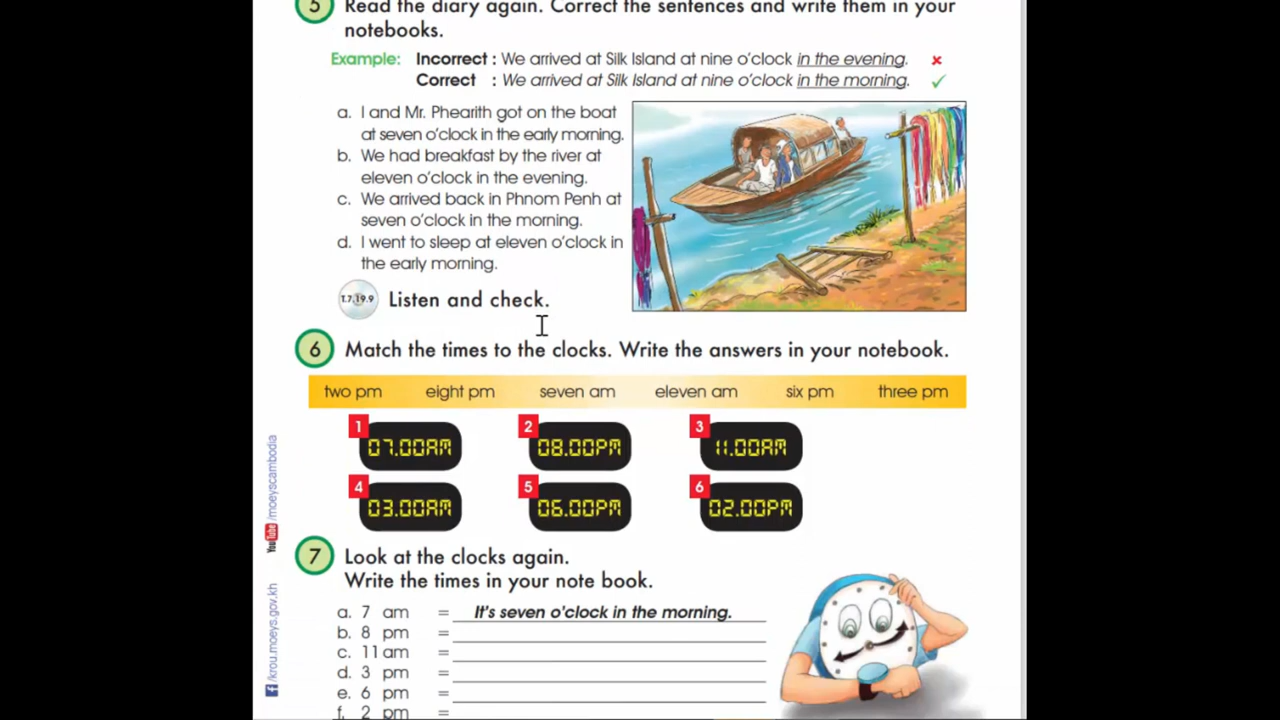 5 Read the diary again. Correct the sentences and write them in your
notebooks.
Example: Incorrect : We arrived at Silk Island at nine o'clock in the evening. ✗
Correct : We arrived at Silk Island at nine o'clock in the morning. ✓
a. I and Mr. Phearith got on the boat
at seven o'clock in the early morning.
b. We had breakfast by the river at
eleven o'clock in the evening.
c. We arrived back in Phnom Penh at
seven o'clock in the morning.
d. I went to sleep at eleven o'clock in
the early morning.
1.7.19.9 Listen and check.
6 Match the times to the clocks. Write the answers in your notebook.
two pm eight pm seven am eleven am six pm three pm
1 07.00AM 2 08.00PM 3 11.00AM
4 03.00AM 5 06.00PM 6 02.00PM
7 Look at the clocks again.
Write the times in your note book.
a. 7 am = It's seven o'clock in the morning.
b. 8 pm =
c. 11 am =
d. 3 pm =
e. 6 pm =
f. 2 pm =
YouTube /moeyscambodia
f /krou.moeys.gov.kh